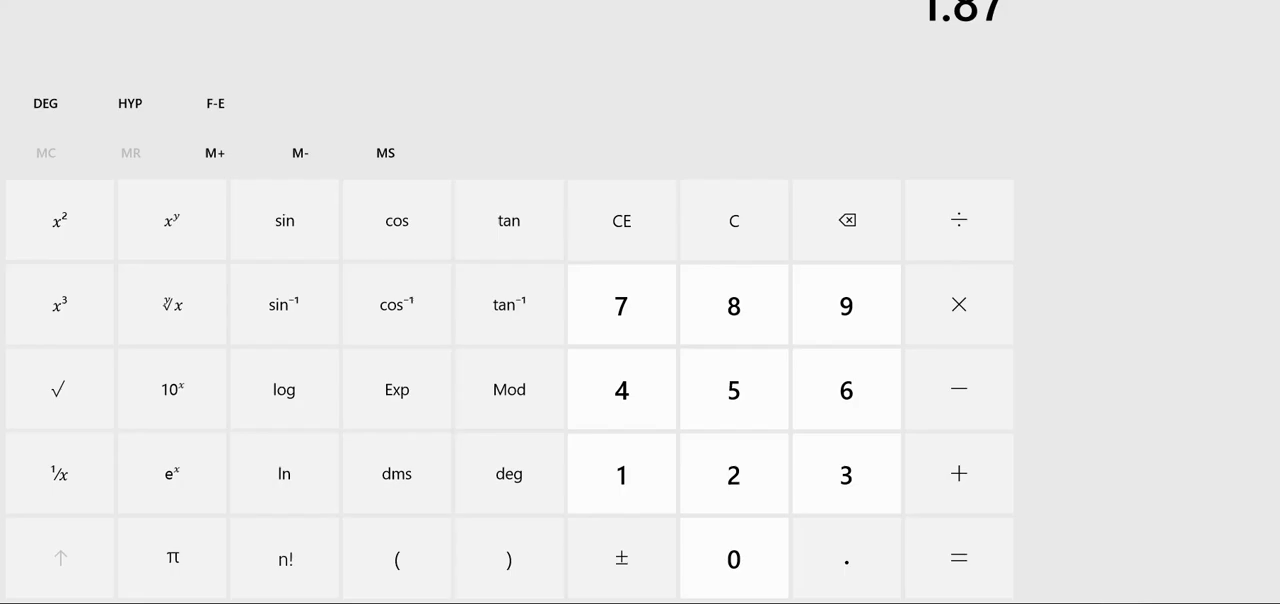 1.87
DEG HYP F-E
MC MR M+ M- MS
x² xʸ sin cos tan CE C ⌫ ÷
x³ ʸ√x sin⁻¹ cos⁻¹ tan⁻¹ 7 8 9 ×
√ 10ˣ log Exp Mod 4 5 6 −
¹/x eˣ ln dms deg 1 2 3 +
↑ π n! ( ) ± 0 . =